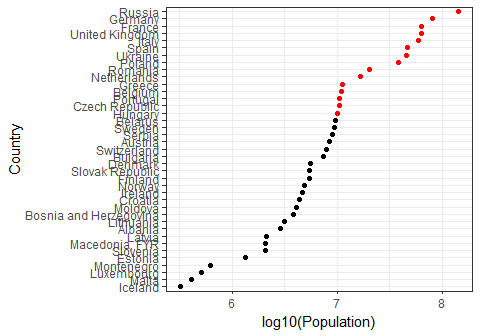 Russia
Germany
France
United Kingdom
Italy
Spain
Ukraine
Poland
Romania
Netherlands
Greece
Belgium
Portugal
Czech Republic
Hungary
Belarus
Sweden
Serbia
Austria
Switzerland
Bulgaria
Denmark
Slovak Republic
Finland
Norway
Ireland
Croatia
Moldova
Bosnia and Herzegovina
Lithuania
Albania
Latvia
Macedonia, FYR
Slovenia
Estonia
Montenegro
Luxembourg
Malta
Iceland
Country
6 7 8
log10(Population)